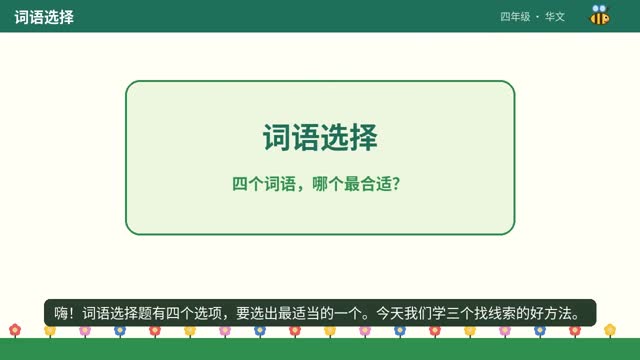 词语选择
四年级 · 华文
词语选择
四个词语，哪个最合适？
嗨！词语选择题有四个选项，要选出最适当的一个。今天我们学三个找线索的好方法。